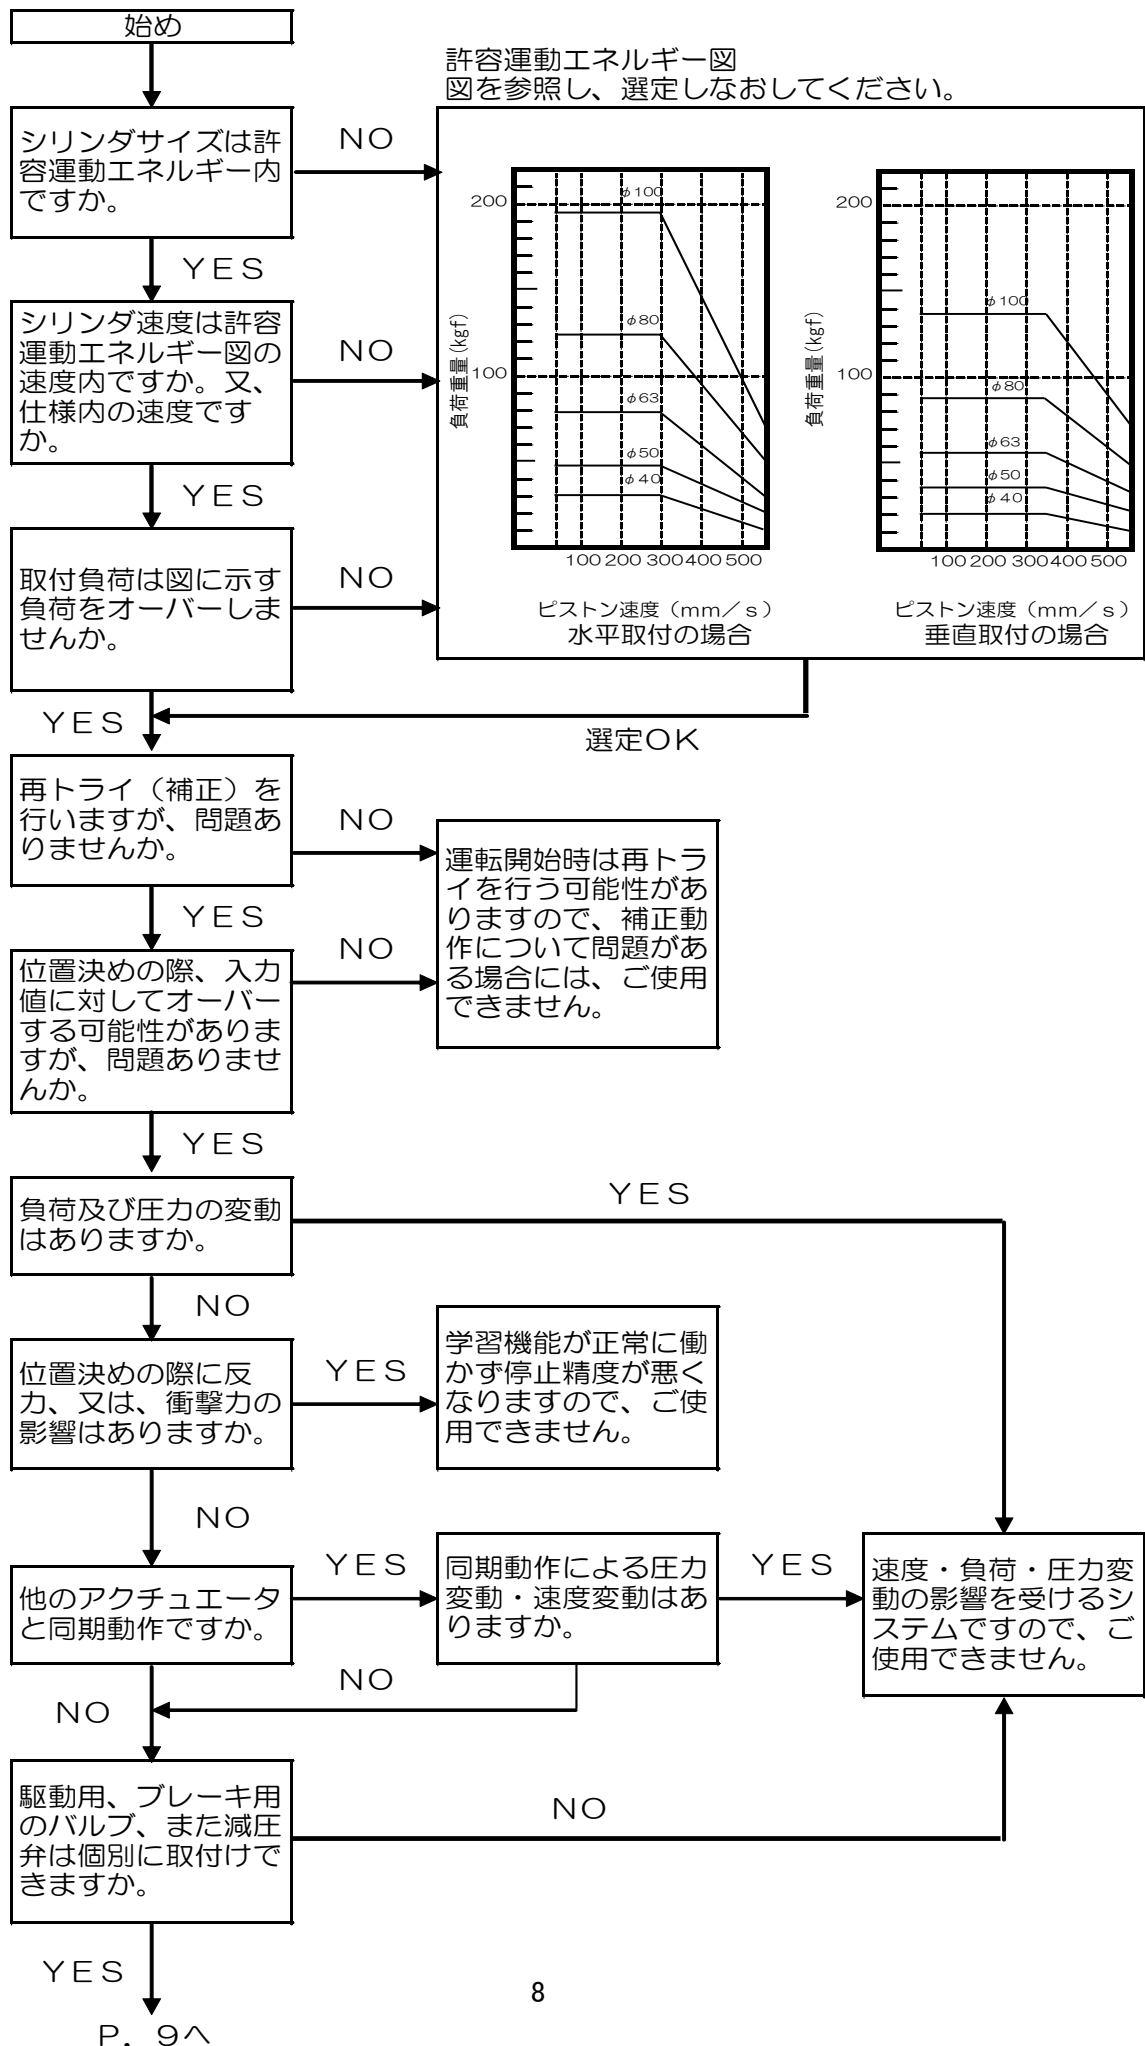 始め
許容運動エネルギー図
図を参照し、選定しなおしてください。
シリンダサイズは許
容運動エネルギー内
ですか。
NO
YES
シリンダ速度は許容
運動エネルギー図の
速度内ですか。又、
仕様内の速度です
か。
NO
YES
取付負荷は図に示す
負荷をオーバーしま
せんか。
NO
YES
200
100
負荷重量(kgf)
φ100
φ80
φ63
φ50
φ40
100 200 300 400 500
ピストン速度（mm／s）
水平取付の場合
200
100
負荷重量(kgf)
φ100
φ80
φ63
φ50
φ40
100 200 300 400 500
ピストン速度（mm／s）
垂直取付の場合
選定OK
再トライ（補正）を
行いますが、問題あ
りませんか。
NO
YES
位置決めの際、入力
値に対してオーバー
する可能性がありま
すが、問題ありませ
んか。
NO
YES
運転開始時は再トラ
イを行う可能性があ
りますので、補正動
作について問題があ
る場合には、ご使用
できません。
負荷及び圧力の変動
はありますか。
YES
NO
位置決めの際に反
力、又は、衝撃力の
影響はありますか。
YES
NO
学習機能が正常に働
かず停止精度が悪く
なりますので、ご使
用できません。
他のアクチュエータ
と同期動作ですか。
YES
NO
同期動作による圧力
変動・速度変動はあ
りますか。
YES
NO
速度・負荷・圧力変
動の影響を受けるシ
ステムですので、ご
使用できません。
駆動用、ブレーキ用
のバルブ、また減圧
弁は個別に取付けで
きますか。
NO
YES
P．9へ
8